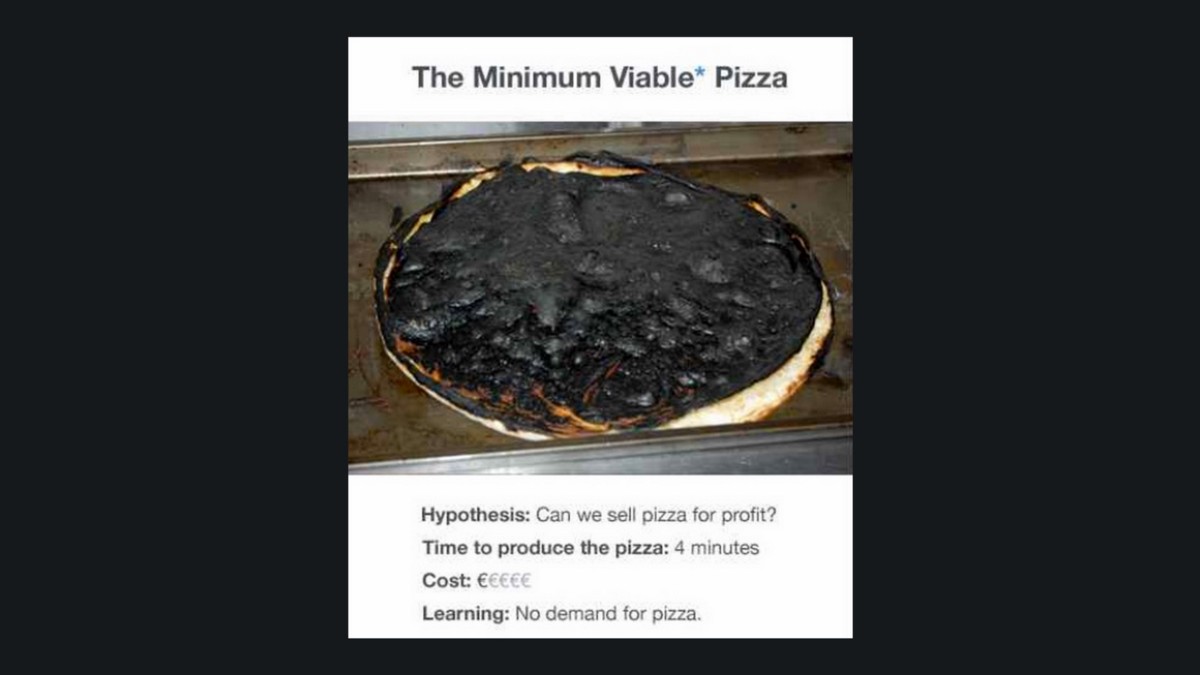 The Minimum Viable* Pizza
Hypothesis: Can we sell pizza for profit?
Time to produce the pizza: 4 minutes
Cost: €€€€€
Learning: No demand for pizza.